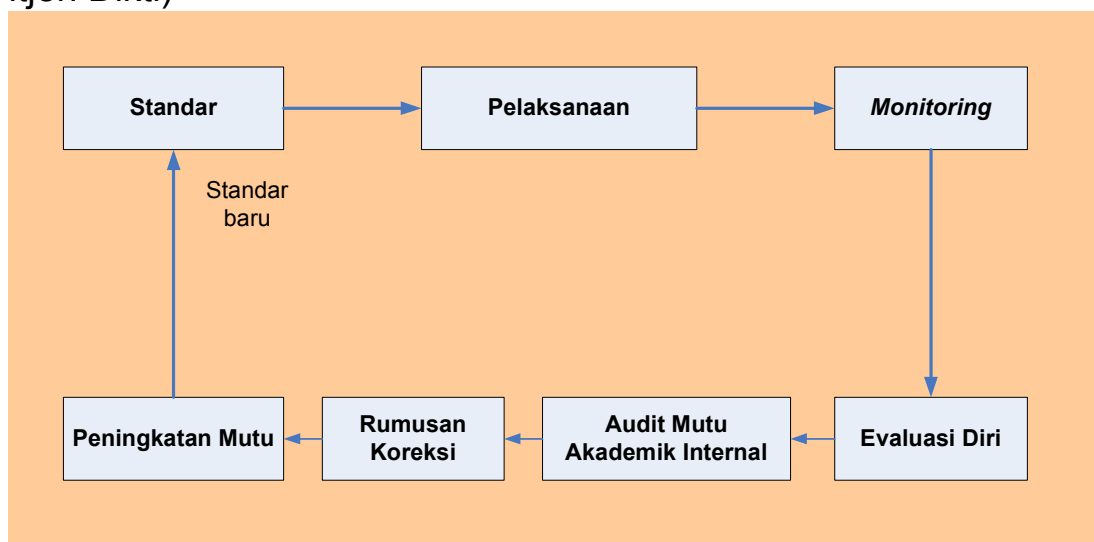 Standar
Pelaksanaan
Monitoring
Standar
baru
Peningkatan Mutu
Rumusan
Koreksi
Audit Mutu
Akademik Internal
Evaluasi Diri